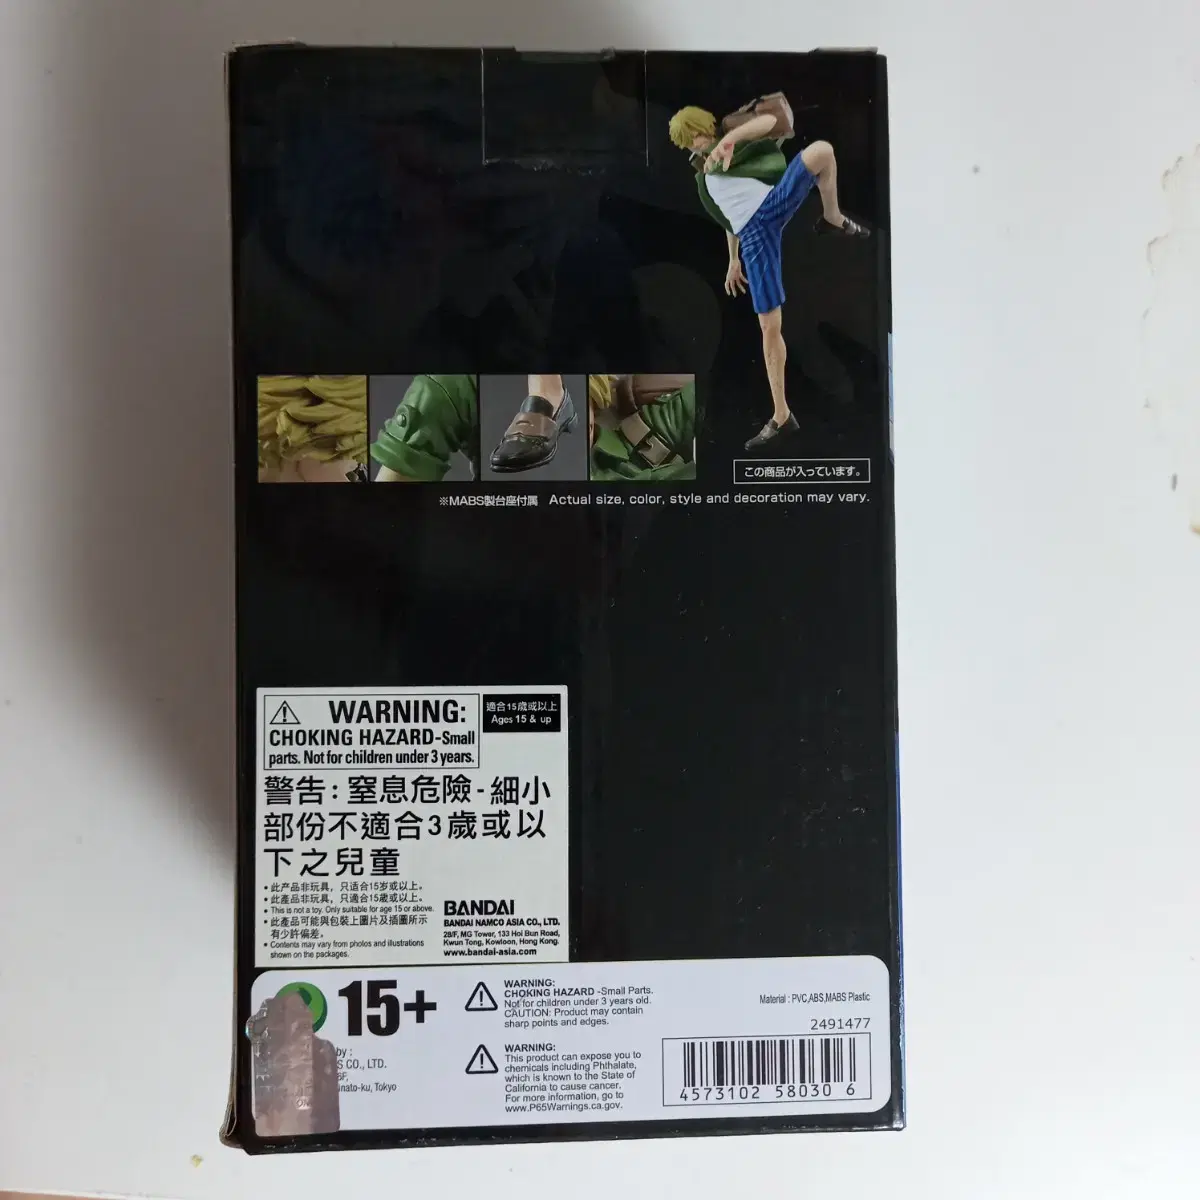 この商品が入っています。
※MABS製台座付属 Actual size, color, style and decoration may vary.
WARNING:
CHOKING HAZARD-Small
parts. Not for children under 3 years.
適合15歲或以上
Ages 15 & up
警告:窒息危險-細小
部份不適合3歲或以
下之兒童
•此产品非玩具，只适合15岁或以上。
•此產品非玩具，只適合15歲或以上。
•This is not a toy. Only suitable for age 15 or above.
•此產品可能與包裝上圖片及插圖所示
有少許偏差。
•Contents may vary from photos and illustrations
shown on the packages.
BANDAI
BANDAI NAMCO ASIA CO., LTD.
28/F, MG Tower, 133 Hoi Bun Road,
Kwun Tong, Kowloon, Hong Kong.
www.bandai-asia.com
15+
by :
S CO., LTD.
Tokyo
WARNING:
CHOKING HAZARD -Small Parts.
Not for children under 3 years old.
CAUTION: Product may contain
sharp points and edges.
WARNING:
This product can expose you to
chemicals including Phthalate,
which is known to the State of
California to cause cancer.
For more information, go to
www.P65Warnings.ca.gov.
Material : PVC,ABS,MABS Plastic
2491477
4573102 58030 6